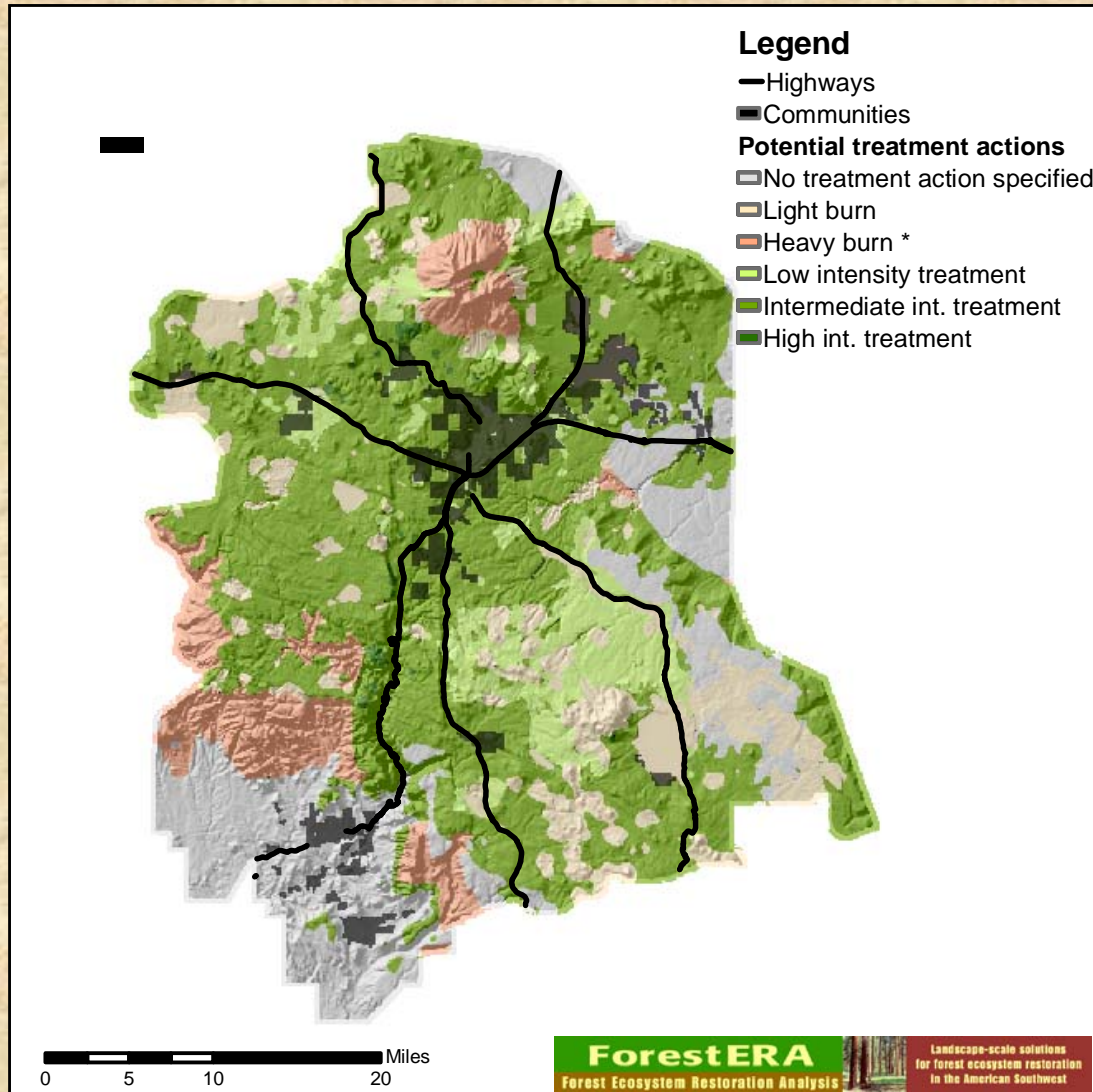 Legend
Highways
Communities
Potential treatment actions
No treatment action specified
Light burn
Heavy burn *
Low intensity treatment
Intermediate int. treatment
High int. treatment
Miles
0 5 10 20
ForestERA
Forest Ecosystem Restoration Analysis
Landscape-scale solutions
for forest ecosystem restoration
in the American Southwest